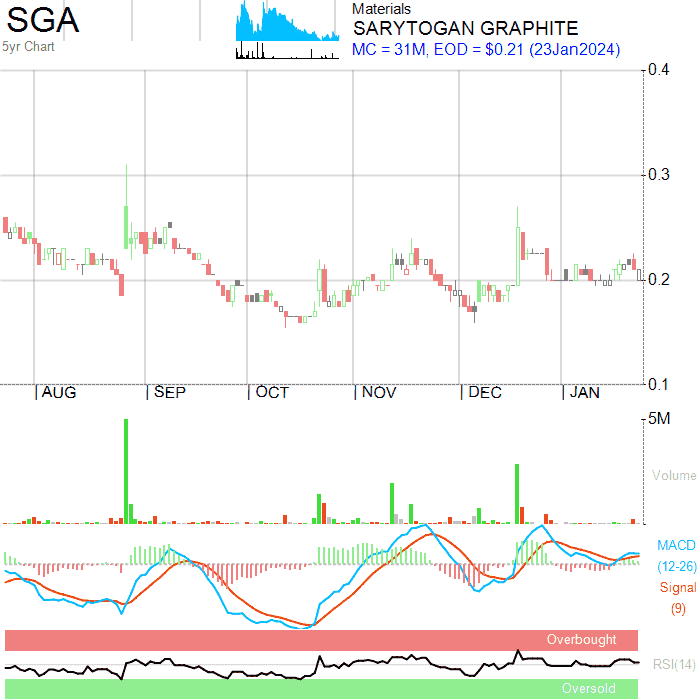 SGA
5yr Chart
Materials
SARYTOGAN GRAPHITE
MC = 31M, EOD = $0.21 (23Jan2024)
0.4
0.3
0.2
0.1
AUG SEP OCT NOV DEC JAN
5M
Volume
MACD
(12-26)
Signal
(9)
Overbought
RSI(14)
Oversold